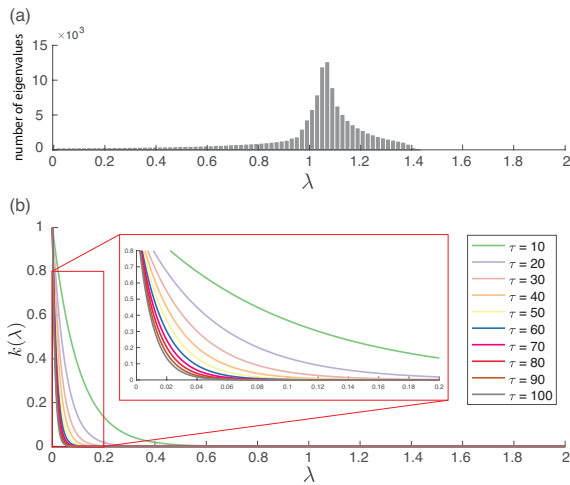 (a)
×10³
15
10
5
0
number of eigenvalues
0 0.2 0.4 0.6 0.8 1 1.2 1.4 1.6 1.8 2
λ
(b)
1
0.8
0.6
0.4
0.2
0
k(λ)
0.8
0.7
0.6
0.5
0.4
0.3
0.2
0.1
0
0 0.02 0.04 0.06 0.08 0.1 0.12 0.14 0.16 0.18 0.2
τ = 10
τ = 20
τ = 30
τ = 40
τ = 50
τ = 60
τ = 70
τ = 80
τ = 90
τ = 100
0 0.2 0.4 0.6 0.8 1 1.2 1.4 1.6 1.8 2
λ